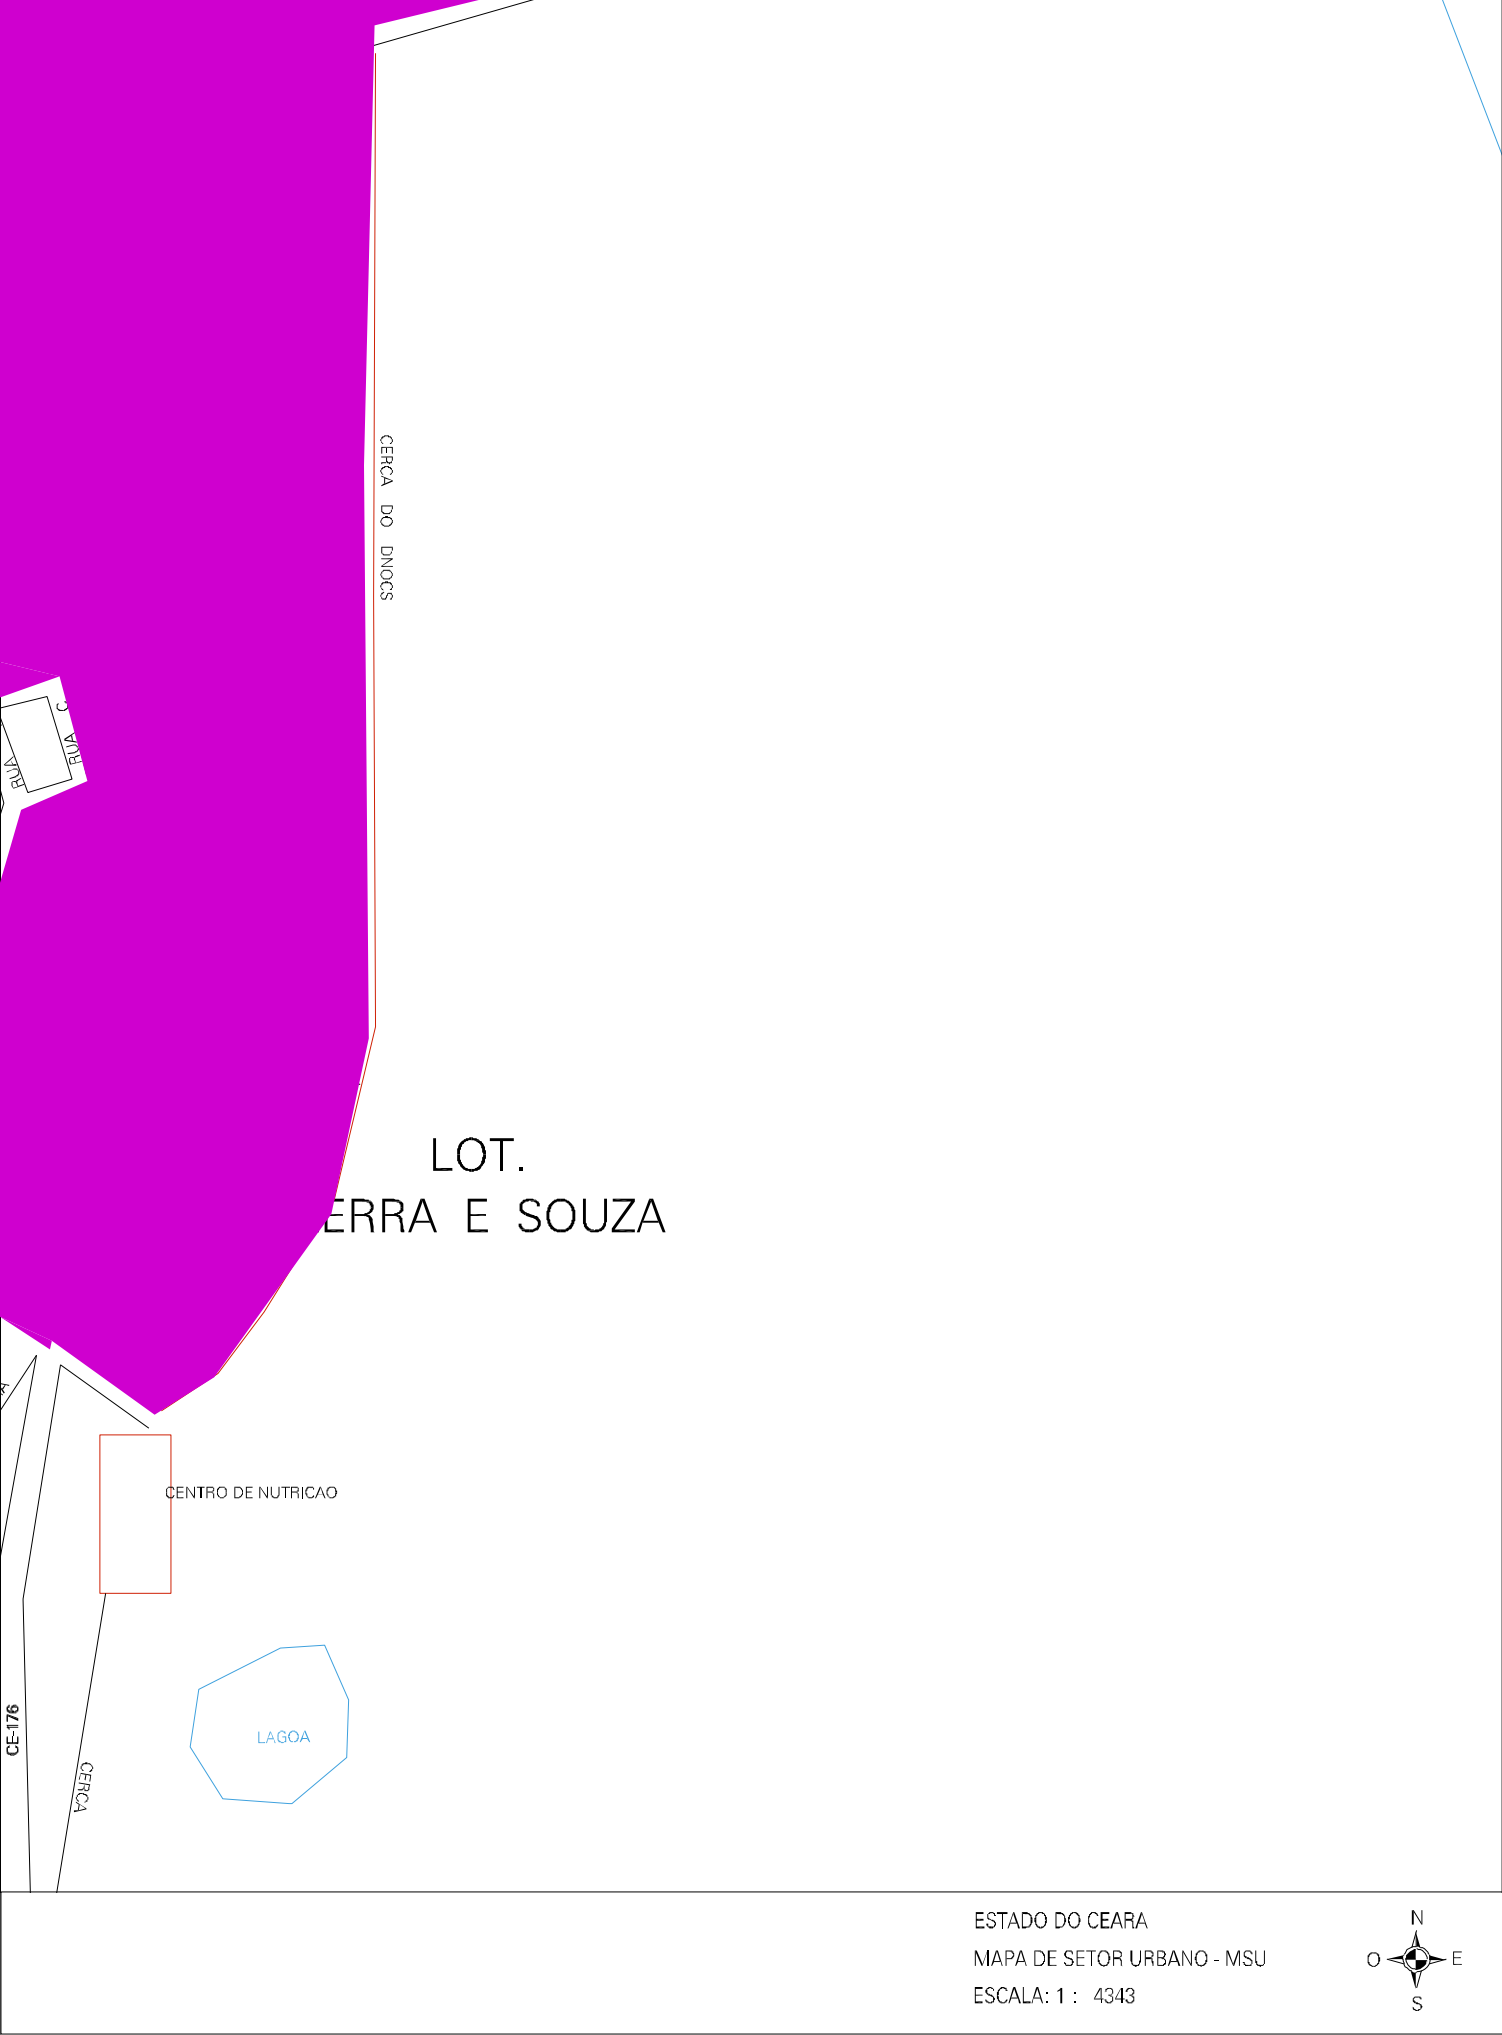 CERCA DO DNOCS
RUA C.
RUA
LOT.
ERRA E SOUZA
CENTRO DE NUTRICAO
LAGOA
CE-176
CERCA
ESTADO DO CEARA
MAPA DE SETOR URBANO - MSU
ESCALA: 1 : 4343
N
O E
S